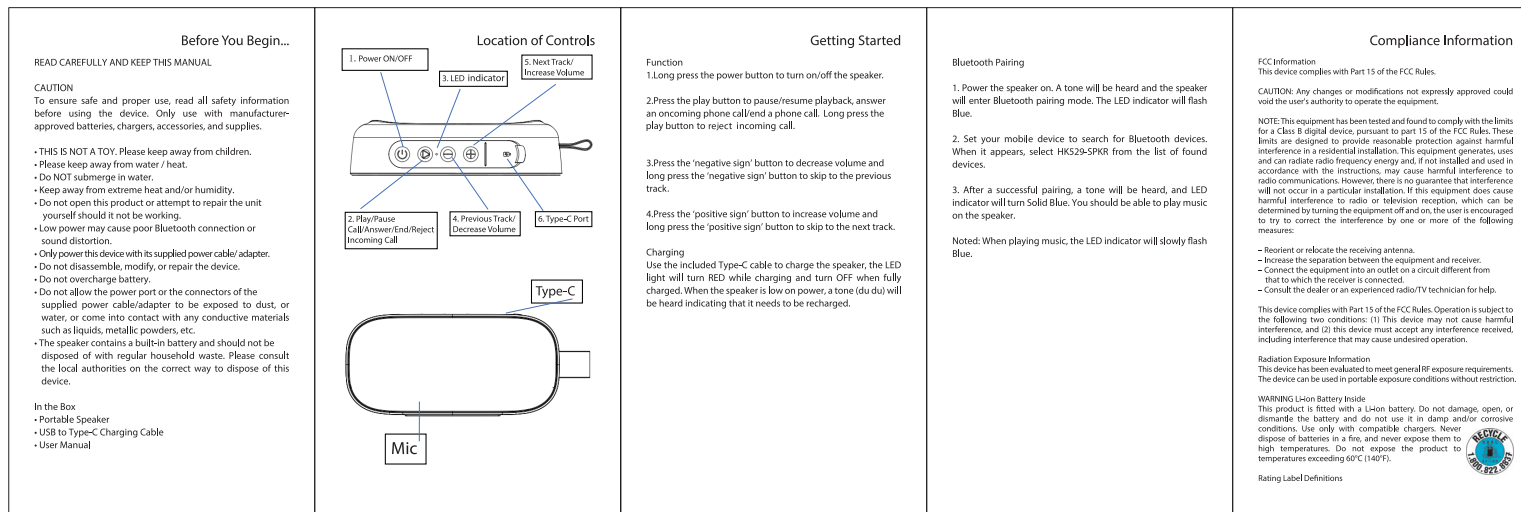 Before You Begin...
READ CAREFULLY AND KEEP THIS MANUAL
CAUTION
To ensure safe and proper use, read all safety information
before using the device. Only use with manufacturer-
approved batteries, chargers, accessories, and supplies.
• THIS IS NOT A TOY. Please keep away from children.
• Please keep away from water / heat.
• Do NOT submerge in water.
• Keep away from extreme heat and/or humidity.
• Do not open this product or attempt to repair the unit
yourself should it not be working.
• Low power may cause poor Bluetooth connection or
sound distortion.
• Only power this device with its supplied power cable/ adapter.
• Do not disassemble, modify, or repair the device.
• Do not overcharge battery.
• Do not allow the power port or the connectors of the
supplied power cable/adapter to be exposed to dust, or
water, or come into contact with any conductive materials
such as liquids, metallic powders, etc.
• The speaker contains a built-in battery and should not be
disposed of with regular household waste. Please consult
the local authorities on the correct way to dispose of this
device.
In the Box
• Portable Speaker
• USB to Type-C Charging Cable
• User Manual
Location of Controls
1. Power ON/OFF
3. LED indicator
5. Next Track/
Increase Volume
2. Play/Pause
Call/Answer/End/Reject
Incoming Call
4. Previous Track/
Decrease Volume
6. Type-C Port
Type-C
Mic
Getting Started
Function
1.Long press the power button to turn on/off the speaker.
2.Press the play button to pause/resume playback, answer
an oncoming phone call/end a phone call. Long press the
play button to reject incoming call.
3.Press the 'negative sign' button to decrease volume and
long press the 'negative sign' button to skip to the previous
track.
4.Press the 'positive sign' button to increase volume and
long press the 'positive sign' button to skip to the next track.
Charging
Use the included Type-C cable to charge the speaker, the LED
light will turn RED while charging and turn OFF when fully
charged. When the speaker is low on power, a tone (du du) will
be heard indicating that it needs to be recharged.
Bluetooth Pairing
1. Power the speaker on. A tone will be heard and the speaker
will enter Bluetooth pairing mode. The LED indicator will flash
Blue.
2. Set your mobile device to search for Bluetooth devices.
When it appears, select HK529-SPKR from the list of found
devices.
3. After a successful pairing, a tone will be heard, and LED
indicator will turn Solid Blue. You should be able to play music
on the speaker.
Noted: When playing music, the LED indicator will slowly flash
Blue.
Compliance Information
FCC Information
This device complies with Part 15 of the FCC Rules.
CAUTION: Any changes or modifications not expressly approved could
void the user's authority to operate the equipment.
NOTE: This equipment has been tested and found to comply with the limits
for a Class B digital device, pursuant to part 15 of the FCC Rules. These
limits are designed to provide reasonable protection against harmful
interference in a residential installation. This equipment generates, uses
and can radiate radio frequency energy and, if not installed and used in
accordance with the instructions, may cause harmful interference to
radio communications. However, there is no guarantee that interference
will not occur in a particular installation. If this equipment does cause
harmful interference to radio or television reception, which can be
determined by turning the equipment off and on, the user is encouraged
to try to correct the interference by one or more of the following
measures:
– Reorient or relocate the receiving antenna.
– Increase the separation between the equipment and receiver.
– Connect the equipment into an outlet on a circuit different from
that to which the receiver is connected.
– Consult the dealer or an experienced radio/TV technician for help.
This device complies with Part 15 of the FCC Rules. Operation is subject to
the following two conditions: (1) This device may not cause harmful
interference, and (2) this device must accept any interference received,
including interference that may cause undesired operation.
Radiation Exposure Information
This device has been evaluated to meet general RF exposure requirements.
The device can be used in portable exposure conditions without restriction.
WARNING Li-ion Battery Inside
This product is fitted with a Li-ion battery. Do not damage, open, or
dismantle the battery and do not use it in damp and/or corrosive
conditions. Use only with compatible chargers. Never
dispose of batteries in a fire, and never expose them to
high temperatures. Do not expose the product to
temperatures exceeding 60°C (140°F).
RECYCLE
1.800.822.8837
Rating Label Definitions